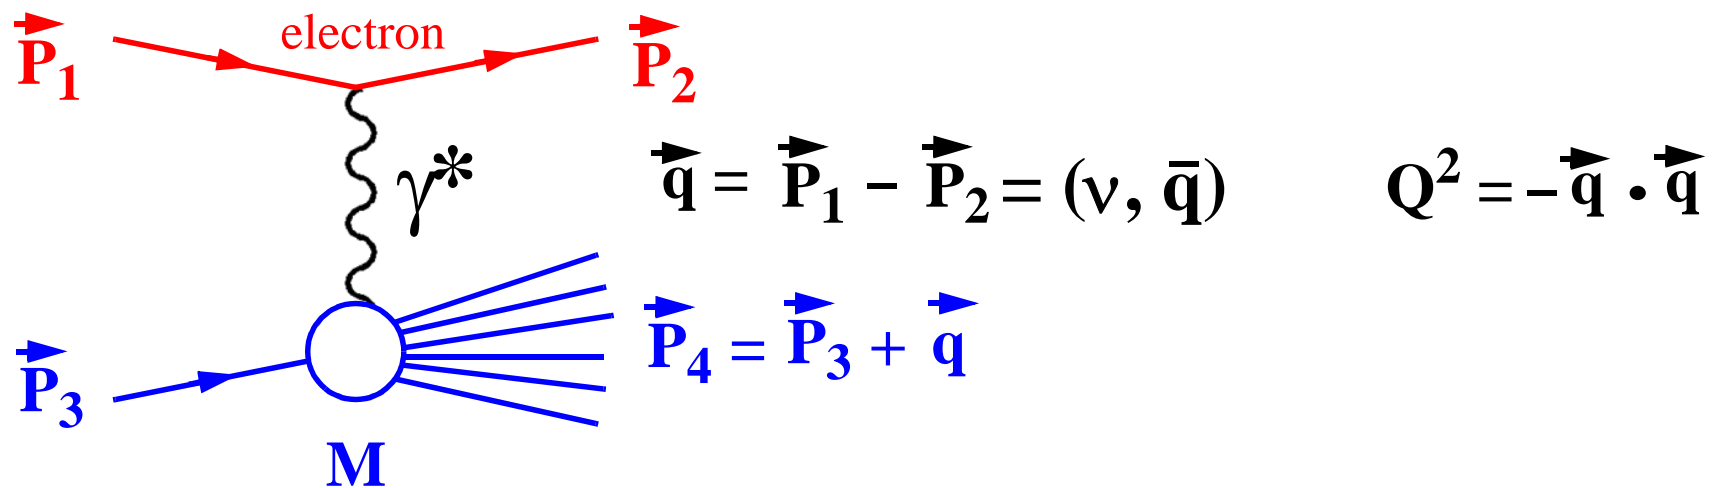 P⃗₁ electron P⃗₂
γ* q⃗ = P⃗₁ − P⃗₂ = (ν, q̄) Q² = −q⃗ • q⃗
P⃗₃ P⃗₄ = P⃗₃ + q⃗
M